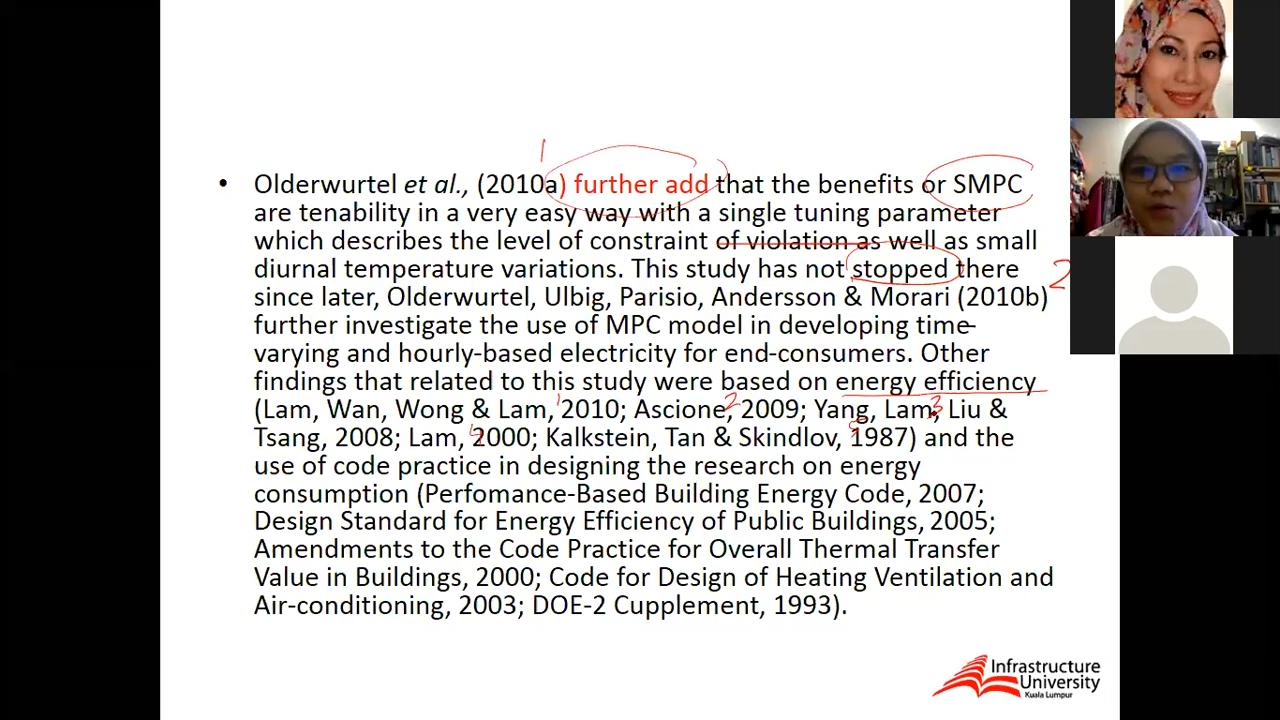 1
• Olderwurtel et al., (2010a) further add that the benefits or SMPC
are tenability in a very easy way with a single tuning parameter
which describes the level of constraint of violation as well as small
diurnal temperature variations. This study has not stopped there
2
since later, Olderwurtel, Ulbig, Parisio, Andersson & Morari (2010b)
further investigate the use of MPC model in developing time-
varying and hourly-based electricity for end-consumers. Other
findings that related to this study were based on energy efficiency
1 2 3
(Lam, Wan, Wong & Lam, 2010; Ascione, 2009; Yang, Lam, Liu &
4 5
Tsang, 2008; Lam, 2000; Kalkstein, Tan & Skindlov, 1987) and the
use of code practice in designing the research on energy
consumption (Perfomance-Based Building Energy Code, 2007;
Design Standard for Energy Efficiency of Public Buildings, 2005;
Amendments to the Code Practice for Overall Thermal Transfer
Value in Buildings, 2000; Code for Design of Heating Ventilation and
Air-conditioning, 2003; DOE-2 Cupplement, 1993).
Infrastructure
University
Kuala Lumpur